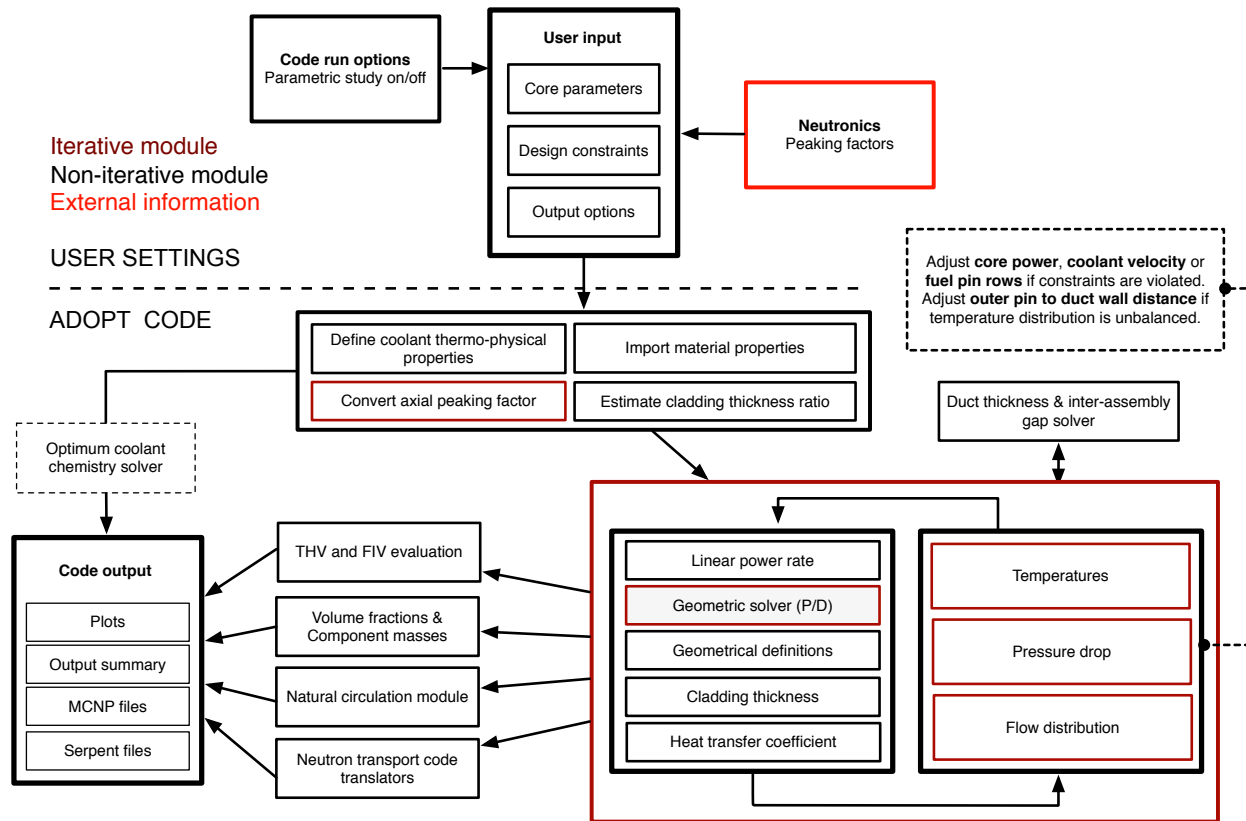 Code run options
Parametric study on/off
User input
Core parameters
Design constraints
Output options
Neutronics
Peaking factors
Iterative module
Non-iterative module
External information
USER SETTINGS
ADOPT CODE
Adjust core power, coolant velocity or
fuel pin rows if constraints are violated.
Adjust outer pin to duct wall distance if
temperature distribution is unbalanced.
Define coolant thermo-physical
properties
Import material properties
Convert axial peaking factor
Estimate cladding thickness ratio
Duct thickness & inter-assembly
gap solver
Optimum coolant
chemistry solver
Code output
Plots
Output summary
MCNP files
Serpent files
THV and FIV evaluation
Volume fractions &
Component masses
Natural circulation module
Neutron transport code
translators
Linear power rate
Geometric solver (P/D)
Geometrical definitions
Cladding thickness
Heat transfer coefficient
Temperatures
Pressure drop
Flow distribution